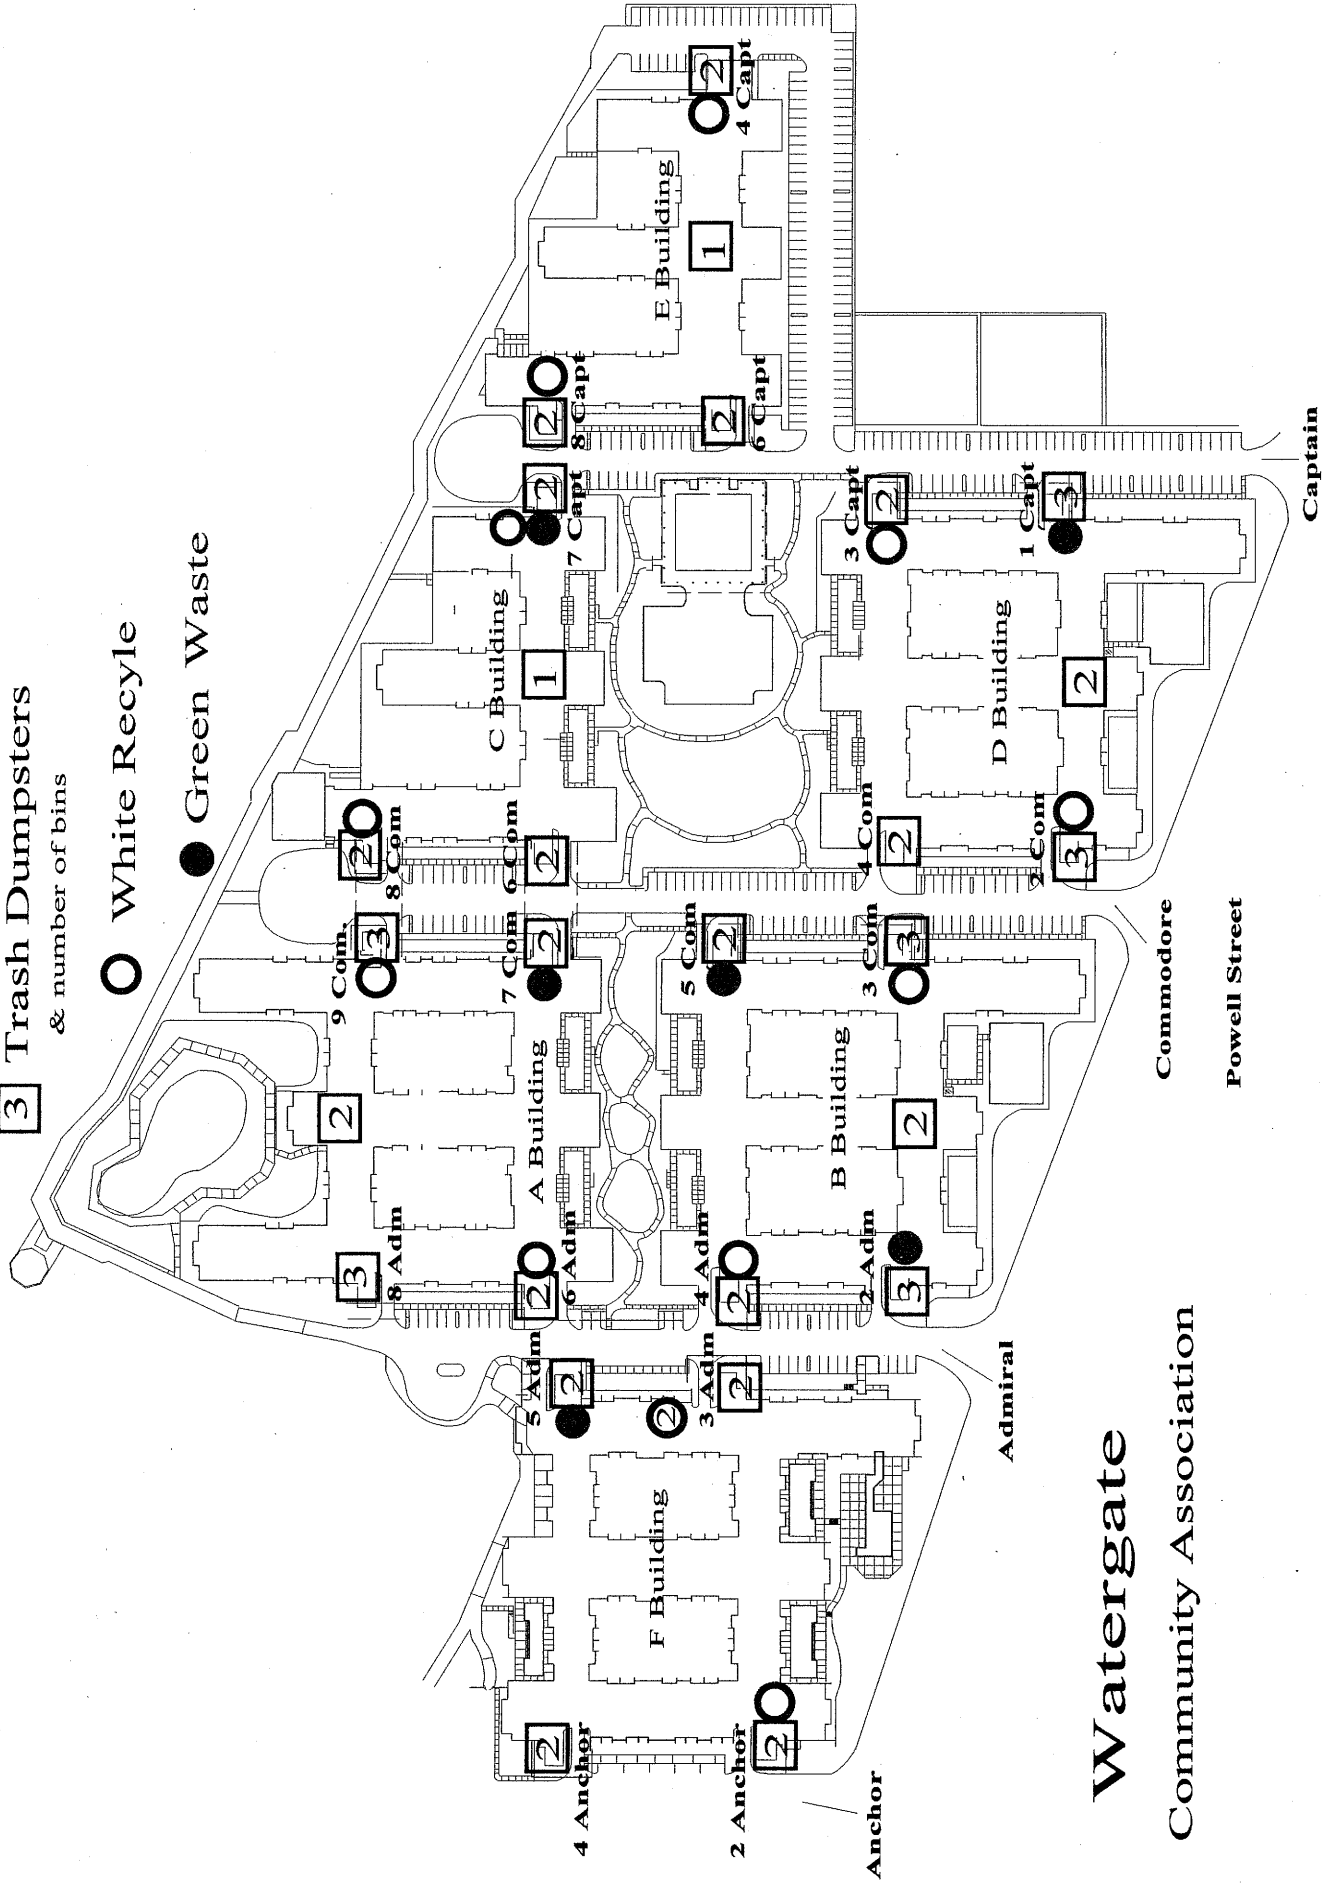 3 Trash Dumpsters
& number of bins
White Recyle
Green Waste
4 Anchor
2
2 Anchor
2
F Building
Anchor
5 Adm
2
2
3 Adm
2
Admiral
8 Adm
3
6 Adm
2
4 Adm
2
2 Adm
3
2
A Building
B Building
2
9 Com.
3
7 Com
2
5 Com
2
3 Com
3
Commodore
Powell Street
8 Com
2
6 Com
2
4 Com
2
2 Com
3
C Building
1
D Building
2
7 Capt
2
3 Capt
2
1 Capt
3
Captain
8 Capt
2
6 Capt
2
E Building
1
4 Capt
2
Watergate
Community Association